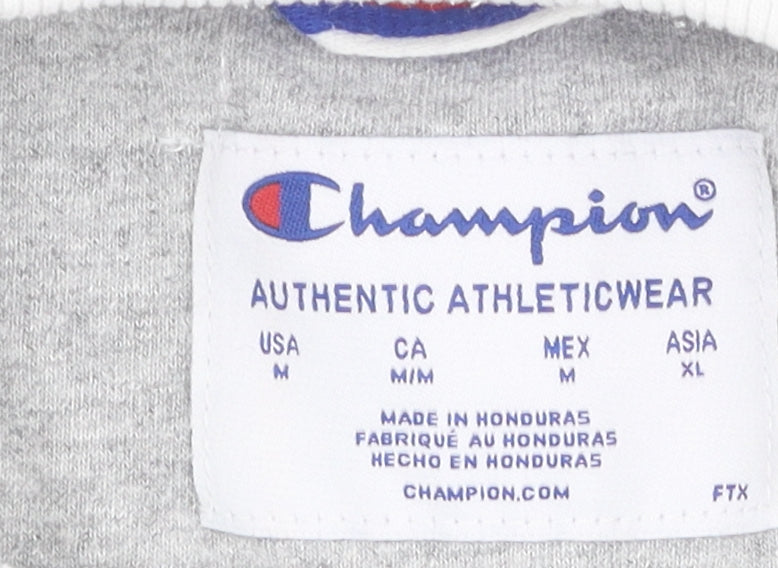 Champion®
AUTHENTIC ATHLETICWEAR
USA CA MEX ASIA
M M/M M XL
MADE IN HONDURAS
FABRIQUÉ AU HONDURAS
HECHO EN HONDURAS
CHAMPION.COM FTX